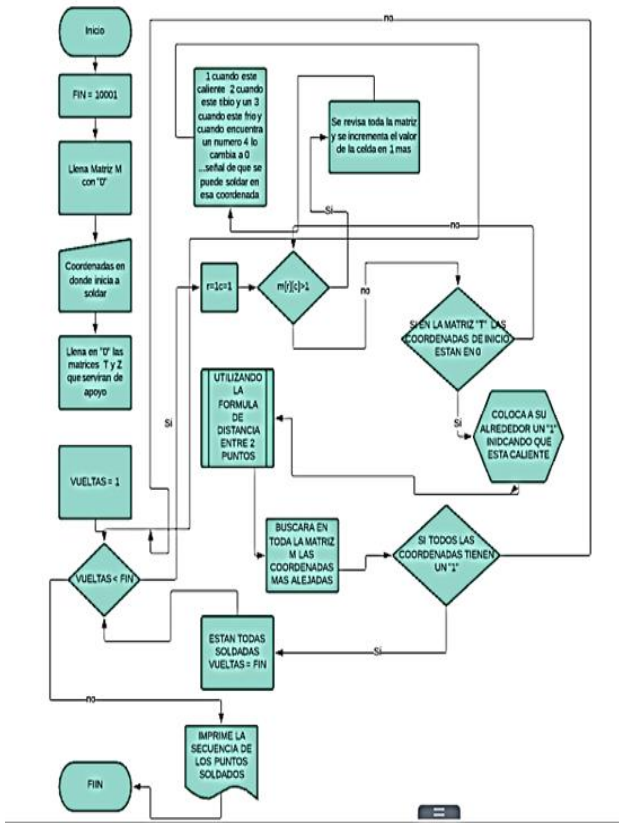 Inicio
FIN = 10001
Llena Matriz M
con "0"
Coordenadas en
donde inicia a
soldar
Llena en "0" las
matrices T y Z
que serviran de
apoyo
VUELTAS = 1
VUELTAS < FIN
Si
no
1 cuando este
caliente 2 cuando
este tibio y un 3
cuando este frio y
cuando encuentra
un numero 4 lo
cambia a 0
...señal de que se
puede soldar en
esa coordenada
Se revisa toda la matriz
y se incrementa el valor
de la celda en 1 mas
Si
no
r=1c=1
m[r][c]>1
no
SI EN LA MATRIZ "T" LAS
COORDENADAS DE INICIO
ESTAN EN 0
Si
COLOCA A SU
ALREDEDOR UN "1"
INIDCANDO QUE
ESTA CALIENTE
UTILIZANDO
LA
FORMULA
DE
DISTANCIA
ENTRE 2
PUNTOS
BUSCARA EN
TODA LA MATRIZ
M LAS
COORDENADAS
MAS ALEJADAS
SI TODOS LAS
COORDENADAS TIENEN
UN "1"
Si
ESTAN TODAS
SOLDADAS
VUELTAS = FIN
no
IMPRIME LA
SECUENCIA DE
LOS PUNTOS
SOLDADOS
FIIN